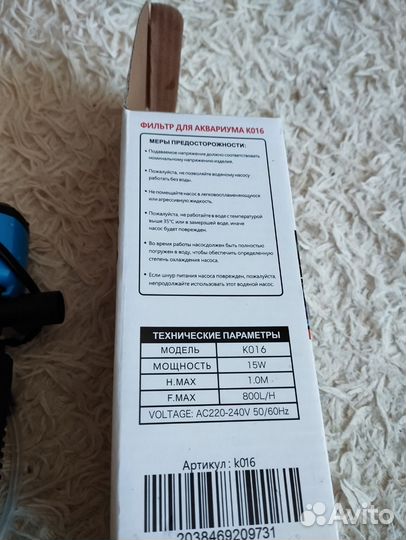 ФИЛЬТР ДЛЯ АКВАРИУМА K016
МЕРЫ ПРЕДОСТОРОЖНОСТИ:
• Подаваемое напряжение должно соответствовать
номинальному напряжению изделия.
• Пожалуйста, не позволяйте водяному насосу
работать без воды.
• Не помещайте насос в легковоспламеняющуюся
или агрессивную жидкость.
• Пожалуйста, не работайте в воде с температурой
выше 35°C или в замерзшей воде, иначе
насос будет поврежден.
• Во время работы насос должен быть полностью
погружен в воду, чтобы обеспечить определенную
степень охлаждения насоса.
• Если шнур питания насоса поврежден, пожалуйста,
не продолжайте использовать этот водяной насос.
ТЕХНИЧЕСКИЕ ПАРАМЕТРЫ
МОДЕЛЬ K016
МОЩНОСТЬ 15W
H.MAX 1.0M
F.MAX 800L/H
VOLTAGE: AC220-240V 50/60Hz
Артикул: k016
2038469209731
Avito